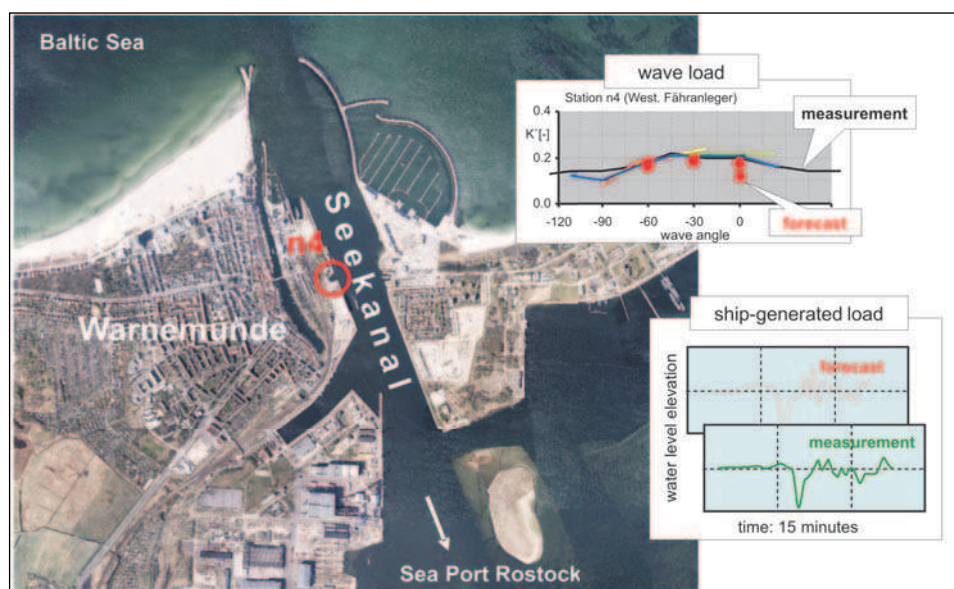 Baltic Sea
n4
Seekanal
Warnemunde
Sea Port Rostock
wave load
Station n4 (West. Fähranleger)
0.4
K´[-]
0.2
0.0
-120
-90
-60
-30
0
wave angle
measurement
forecast
ship-generated load
water level elevation
forecast
measurement
time: 15 minutes